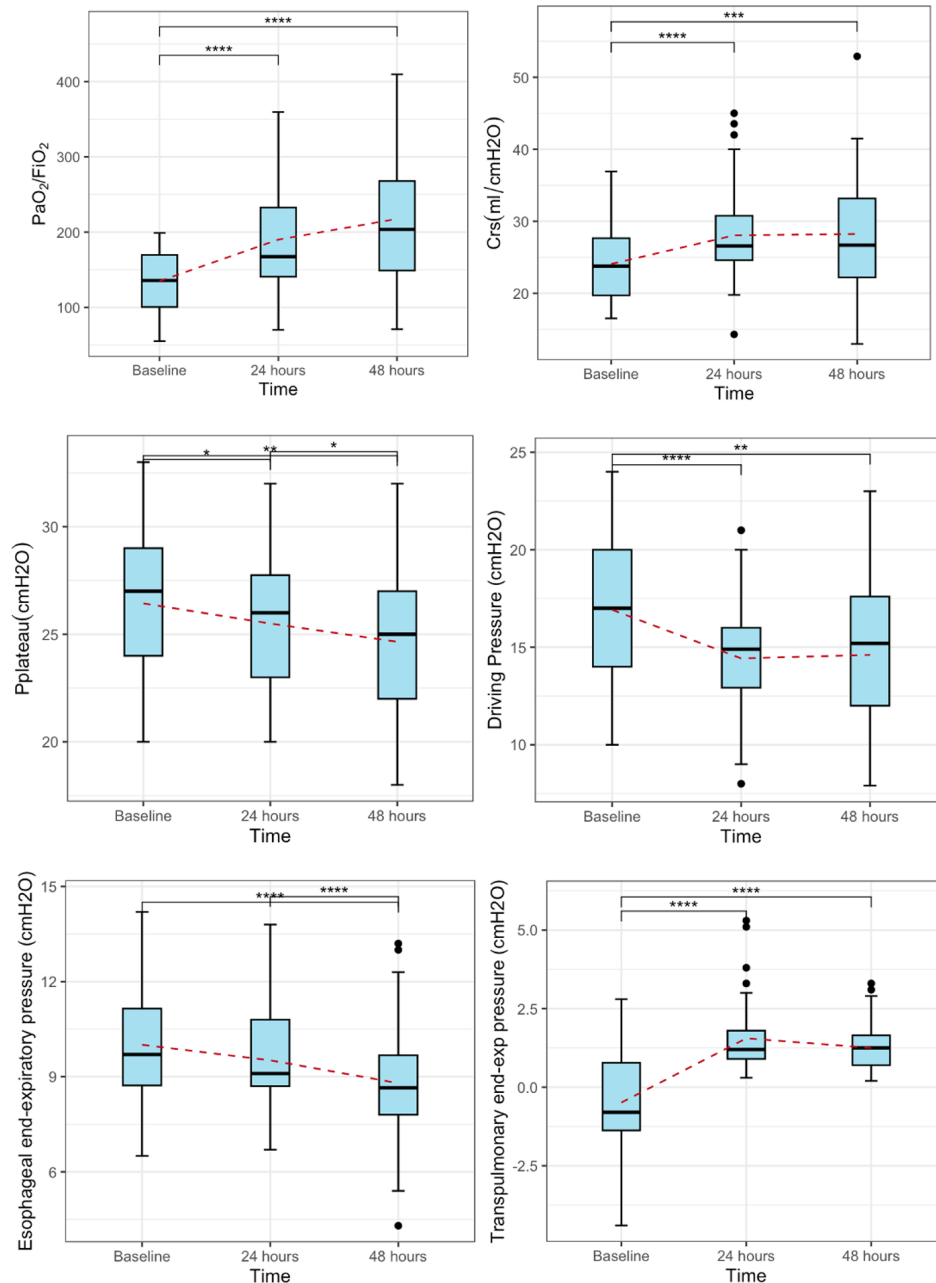 ****
****
PaO₂/FiO₂
400
300
200
100
Baseline
24 hours
48 hours
Time
***
****
Crs(ml/cmH2O)
50
40
30
20
Baseline
24 hours
48 hours
Time
**
*
*
Pplateau(cmH2O)
30
25
20
Baseline
24 hours
48 hours
Time
**
****
Driving Pressure (cmH2O)
25
20
15
10
Baseline
24 hours
48 hours
Time
****
****
Esophageal end-expiratory pressure (cmH2O)
15
12
9
6
Baseline
24 hours
48 hours
Time
****
****
Transpulmonary end-exp pressure (cmH2O)
5.0
2.5
0.0
-2.5
Baseline
24 hours
48 hours
Time